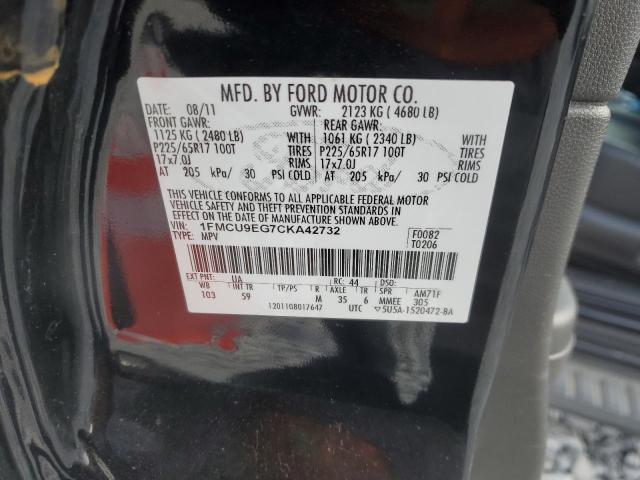 MFD. BY FORD MOTOR CO.
DATE: 08/11 GVWR: 2123 KG ( 4680 LB)
FRONT GAWR: REAR GAWR:
1125 KG ( 2480 LB) WITH 1061 KG ( 2340 LB) WITH
P225/65R17 100T TIRES P225/65R17 100T TIRES
17x7.0J RIMS 17x7.0J RIMS
AT 205 kPa/ 30 PSI COLD AT 205 kPa/ 30 PSI COLD
THIS VEHICLE CONFORMS TO ALL APPLICABLE FEDERAL MOTOR
VEHICLE SAFETY AND THEFT PREVENTION STANDARDS IN
EFFECT ON THE DATE OF MANUFACTURE SHOWN ABOVE.
VIN: 1FMCU9EG7CKA42732 F0082
TYPE: MPV T0206
EXT PNT: UA RC: 44 DSO:
WB INT TR TP/PS R AXLE TR SPR AM71F
103 59 M 35 6 MMEE 305
1201108017647 UTC ▽5U5A-1520472-BA